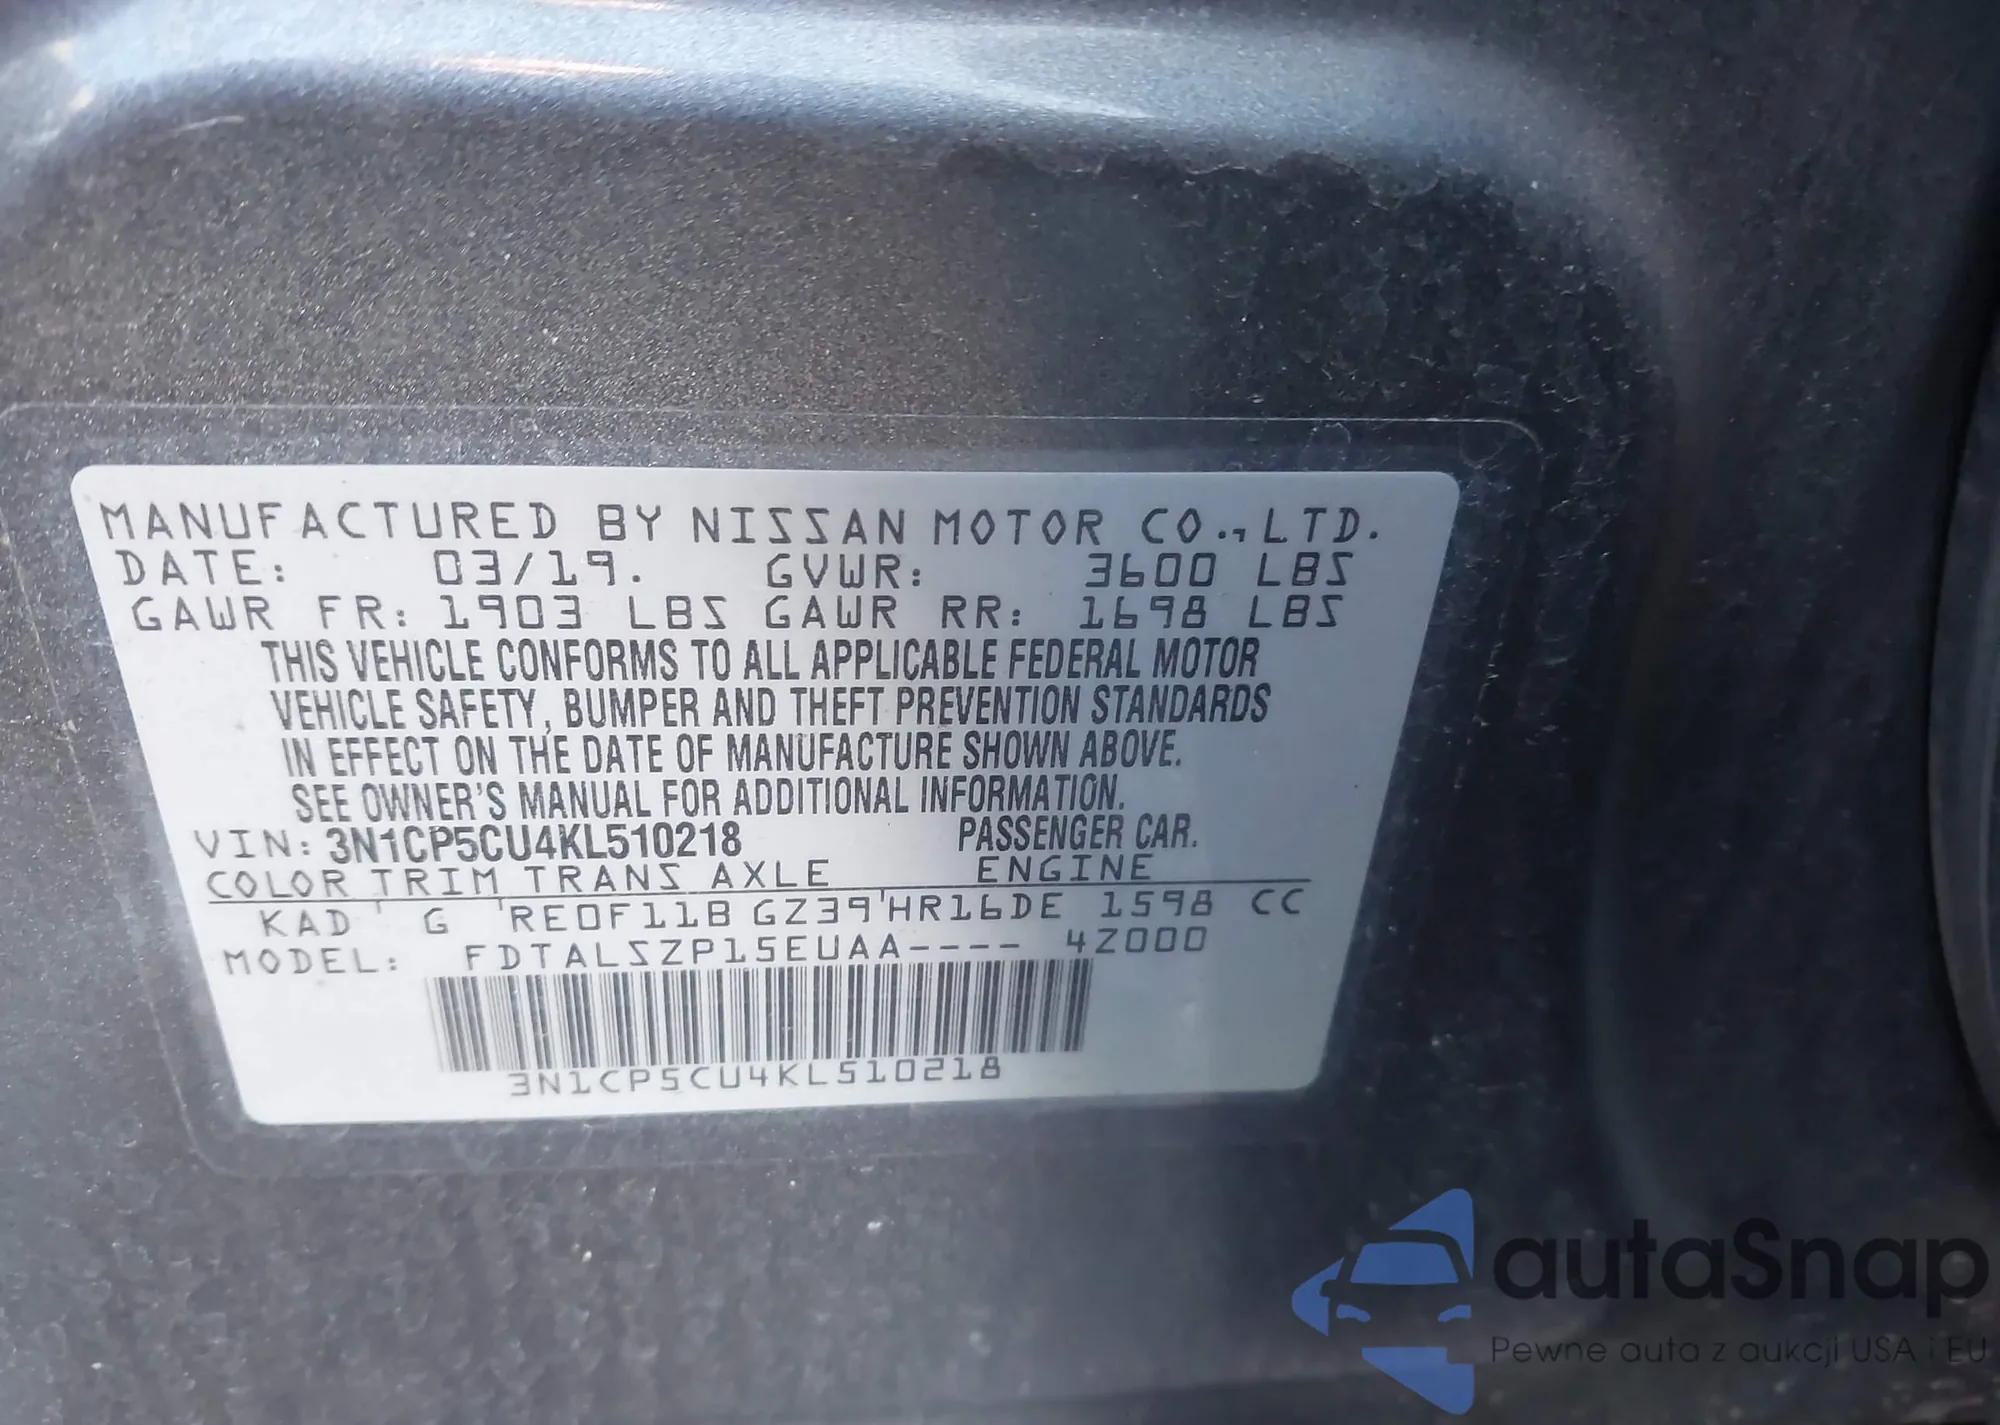 MANUFACTURED BY NISSAN MOTOR CO., LTD.
DATE: 03/19. GVWR: 3600 LBS
GAWR FR: 1903 LBS GAWR RR: 1698 LBS
THIS VEHICLE CONFORMS TO ALL APPLICABLE FEDERAL MOTOR
VEHICLE SAFETY, BUMPER AND THEFT PREVENTION STANDARDS
IN EFFECT ON THE DATE OF MANUFACTURE SHOWN ABOVE.
SEE OWNER'S MANUAL FOR ADDITIONAL INFORMATION.
VIN: 3N1CP5CU4KL510218 PASSENGER CAR.
COLOR TRIM TRANS AXLE ENGINE
KAD G RE0F11B GZ39 HR16DE 1598 CC
MODEL: FDTALSZP15EUAA---- 4Z000
3N1CP5CU4KL510218
autaSnap
Pewne auta z aukcji USA i EU